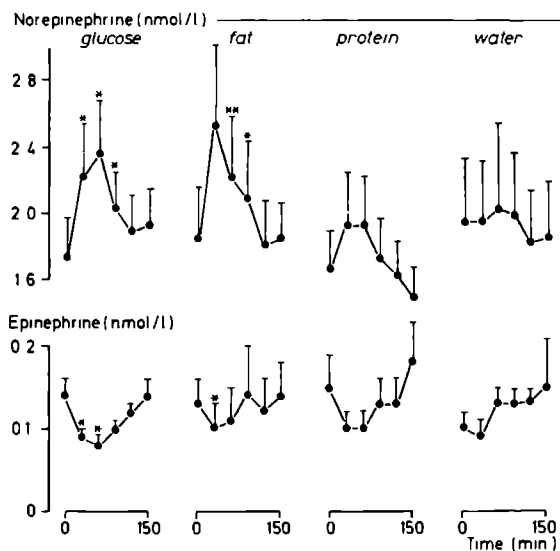 Norepinephrine (nmol/l)
glucose fat protein water
2 8
2 4
2 0
1 6
* * *
** *
Epinephrine (nmol/l)
0 2
0 1
0
* *
*
0 150 0 150 0 150 0 150
Time (min.)